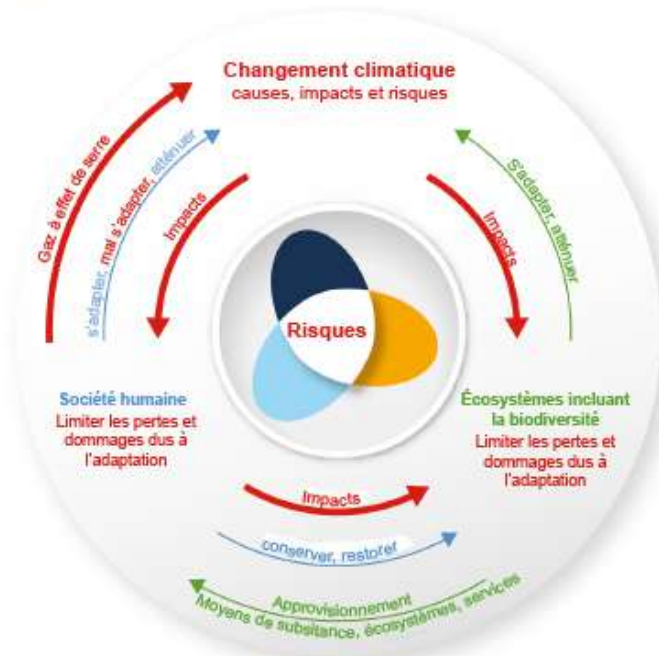 Changement climatique
causes, impacts et risques
Gaz à effet de serre
s'adapter, mal s'adapter, atténuer
Impacts
Impacts
S'adapter, atténuer
Risques
Société humaine
Limiter les pertes et
dommages dus à
l'adaptation
Écosystèmes incluant
la biodiversité
Limiter les pertes et
dommages dus à
l'adaptation
Impacts
conserver, restorer
Approvisionnement
Moyens de subsitance, écosystèmes, services